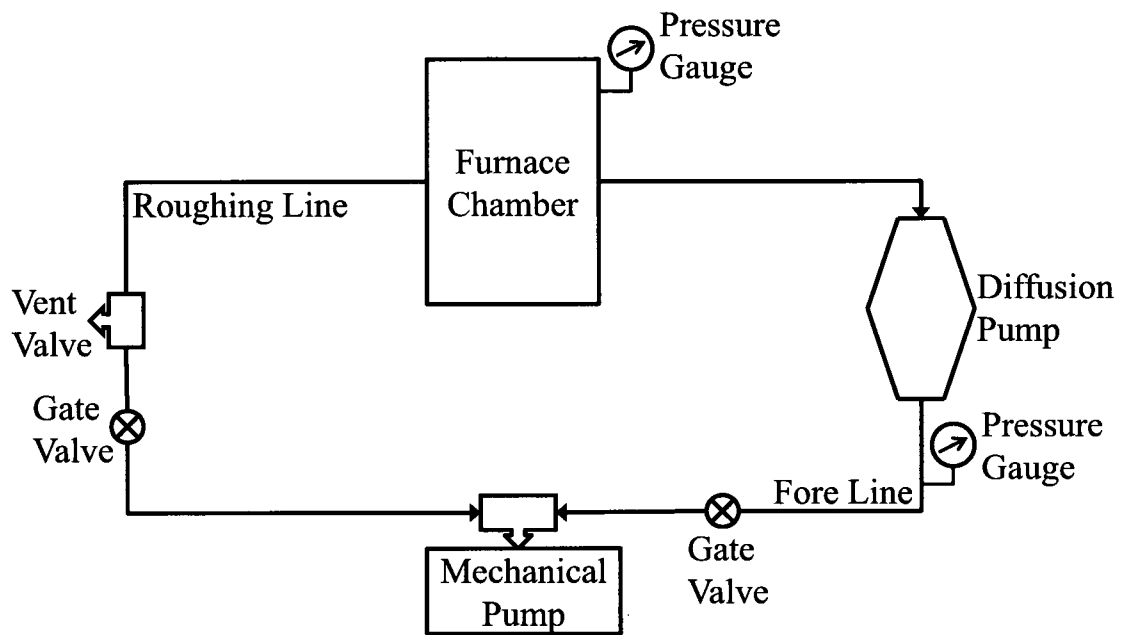 Pressure
Gauge
Furnace
Chamber
Roughing Line
Vent
Valve
Diffusion
Pump
Gate
Valve
Pressure
Gauge
Fore Line
Gate
Valve
Mechanical
Pump